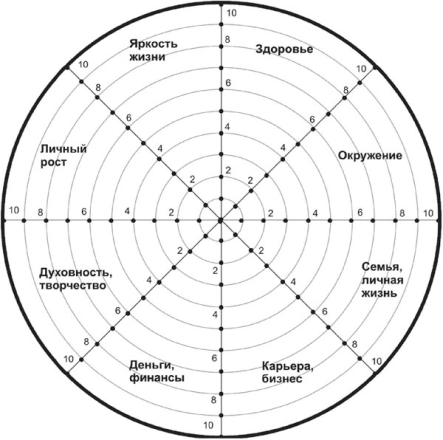 10
Яркость
жизни
8
Здоровье
10
10
8
8
6
6
6
4
Личный
рост
4
4
Окружение
2
2
2
10 8 6 4 2
2 4 6 8 10
2
2
2
Духовность,
творчество
4
4
4
Семья,
личная
жизнь
6
6
6
8
Деньги,
финансы
Карьера,
бизнес
8
10
8
10
10